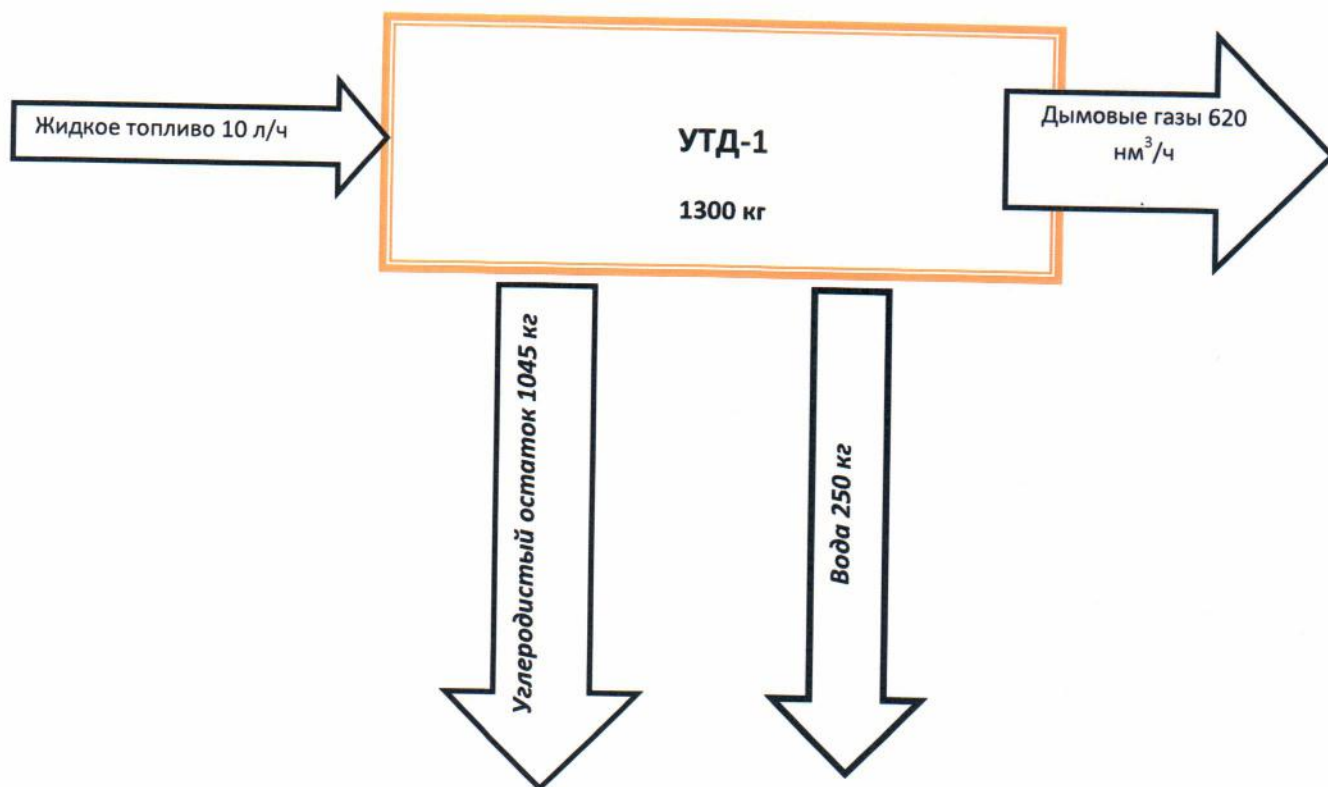 Жидкое топливо 10 л/ч
УТД-1
1300 кг
Дымовые газы 620
нм³/ч
Углеродистый остаток 1045 кг
Вода 250 кг